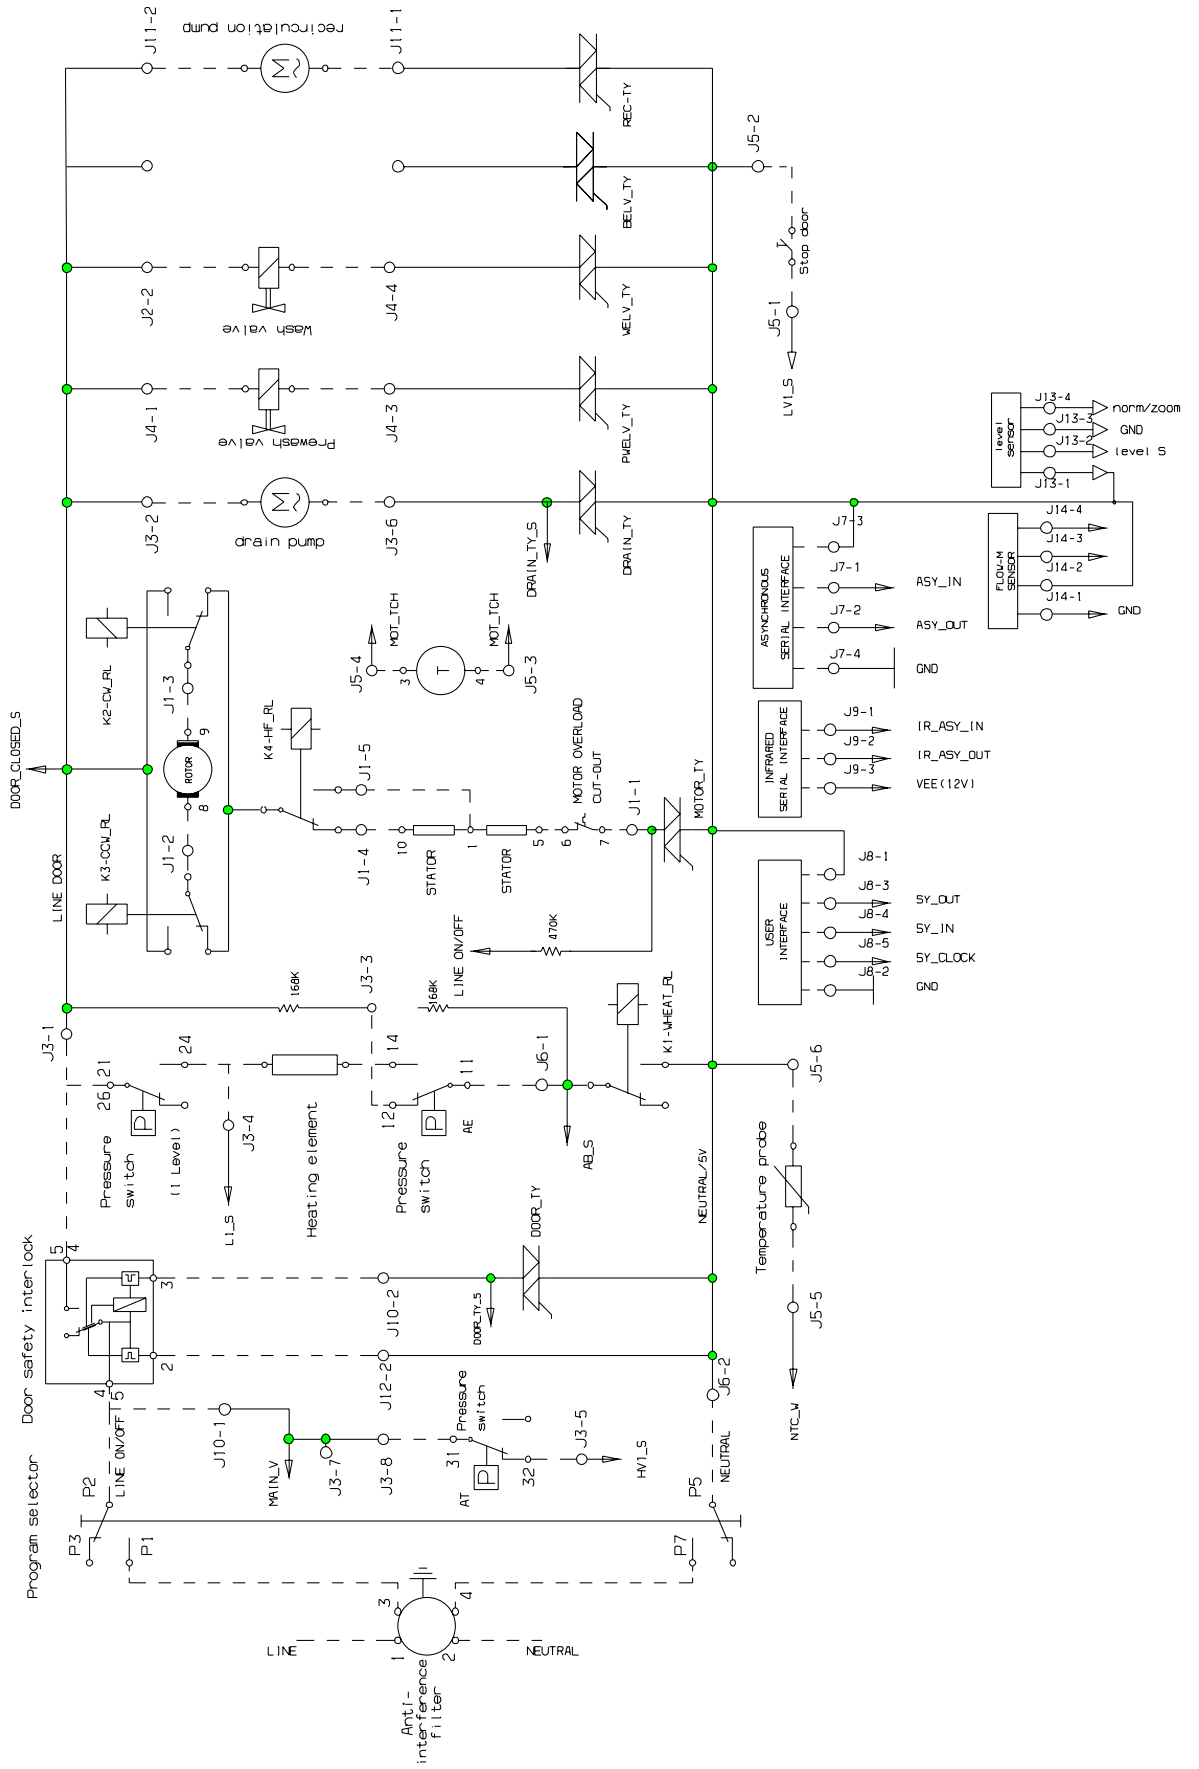 recirculation pump
J11-2
J11-1
REC-TY
BELV_TY
J5-2
Stop door
J5-1
LV1_S
J2-2
Wash valve
J4-4
WELV_TY
J4-1
Prewash valve
J4-3
PWELV_TY
J3-2
M
drain pump
J3-6
DRAIN_TY_S
DRAIN_TY
level
sensor
J13-4
norm/zoom
J13-3
GND
J13-2
level S
J13-1
FLOW-M
SENSOR
J14-4
J14-3
J14-2
J14-1
GND
ASYNCHRONOUS
SERIAL INTERFACE
J7-3
J7-1
ASY_IN
J7-2
ASY_OUT
J7-4
GND
INFRARED
SERIAL INTERFACE
J9-1
IR_ASY_IN
J9-2
IR_ASY_OUT
J9-3
VEE(12V)
USER
INTERFACE
J8-1
J8-3
SY_OUT
J8-4
SY_IN
J8-5
SY_CLOCK
J8-2
GND
DOOR_CLOSED_S
LINE DOOR
K2-CW_RL
K3-CCW_RL
J1-3
9
ROTOR
8
J1-2
K4-HF_RL
J1-5
J1-4
J5-4
MOT_TCH
3
T
4
MOT_TCH
J5-3
10
STATOR
1
STATOR
5
6
MOTOR OVERLOAD
CUT-OUT
7
J1-1
MOTOR_TY
470K
LINE ON/OFF
J3-1
168K
J3-3
168K
21
26
24
Pressure
switch
(1 Level)
J3-4
L1_S
Heating element
14
12
Pressure
switch
P
AE
11
J6-1
AB_S
K1-WHEAT_RL
NEUTRAL/5V
J5-6
Temperature probe
J5-5
NTC_W
Door safety interlock
5
4
3
2
4
5
J10-2
DOOR_TY_S
DOOR_TY
J12-2
J6-2
NEUTRAL
J10-1
LINE ON/OFF
MAIN_V
J3-7
J3-8
31
Pressure
switch
P
AT
32
J3-5
HV1_S
Program selector
P2
P3
P1
P5
P7
3
4
1
2
LINE
NEUTRAL
Anti-
interference
filter